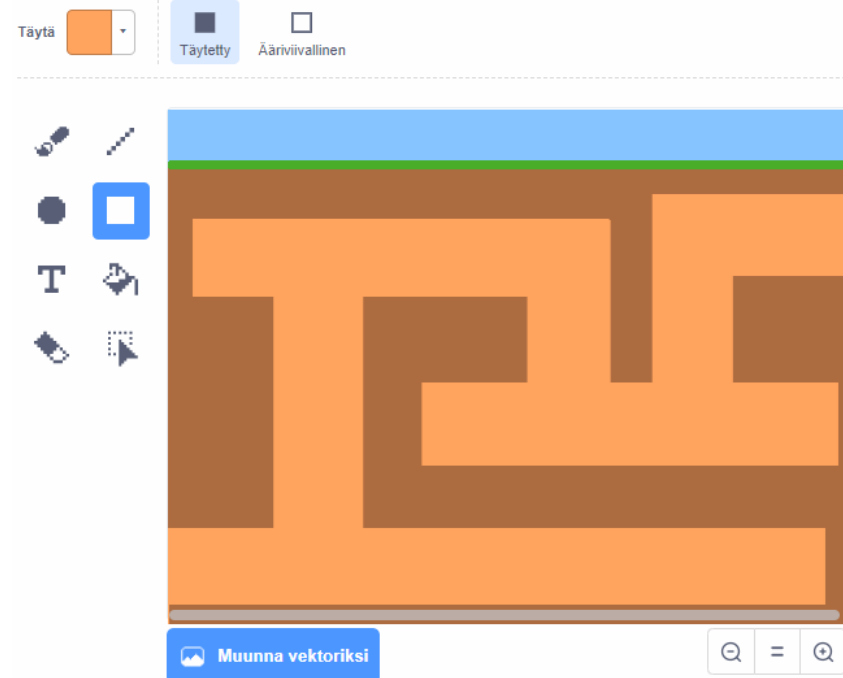 Täytä
Täytetty
Ääriviivallinen
T
Muunna vektoriksi